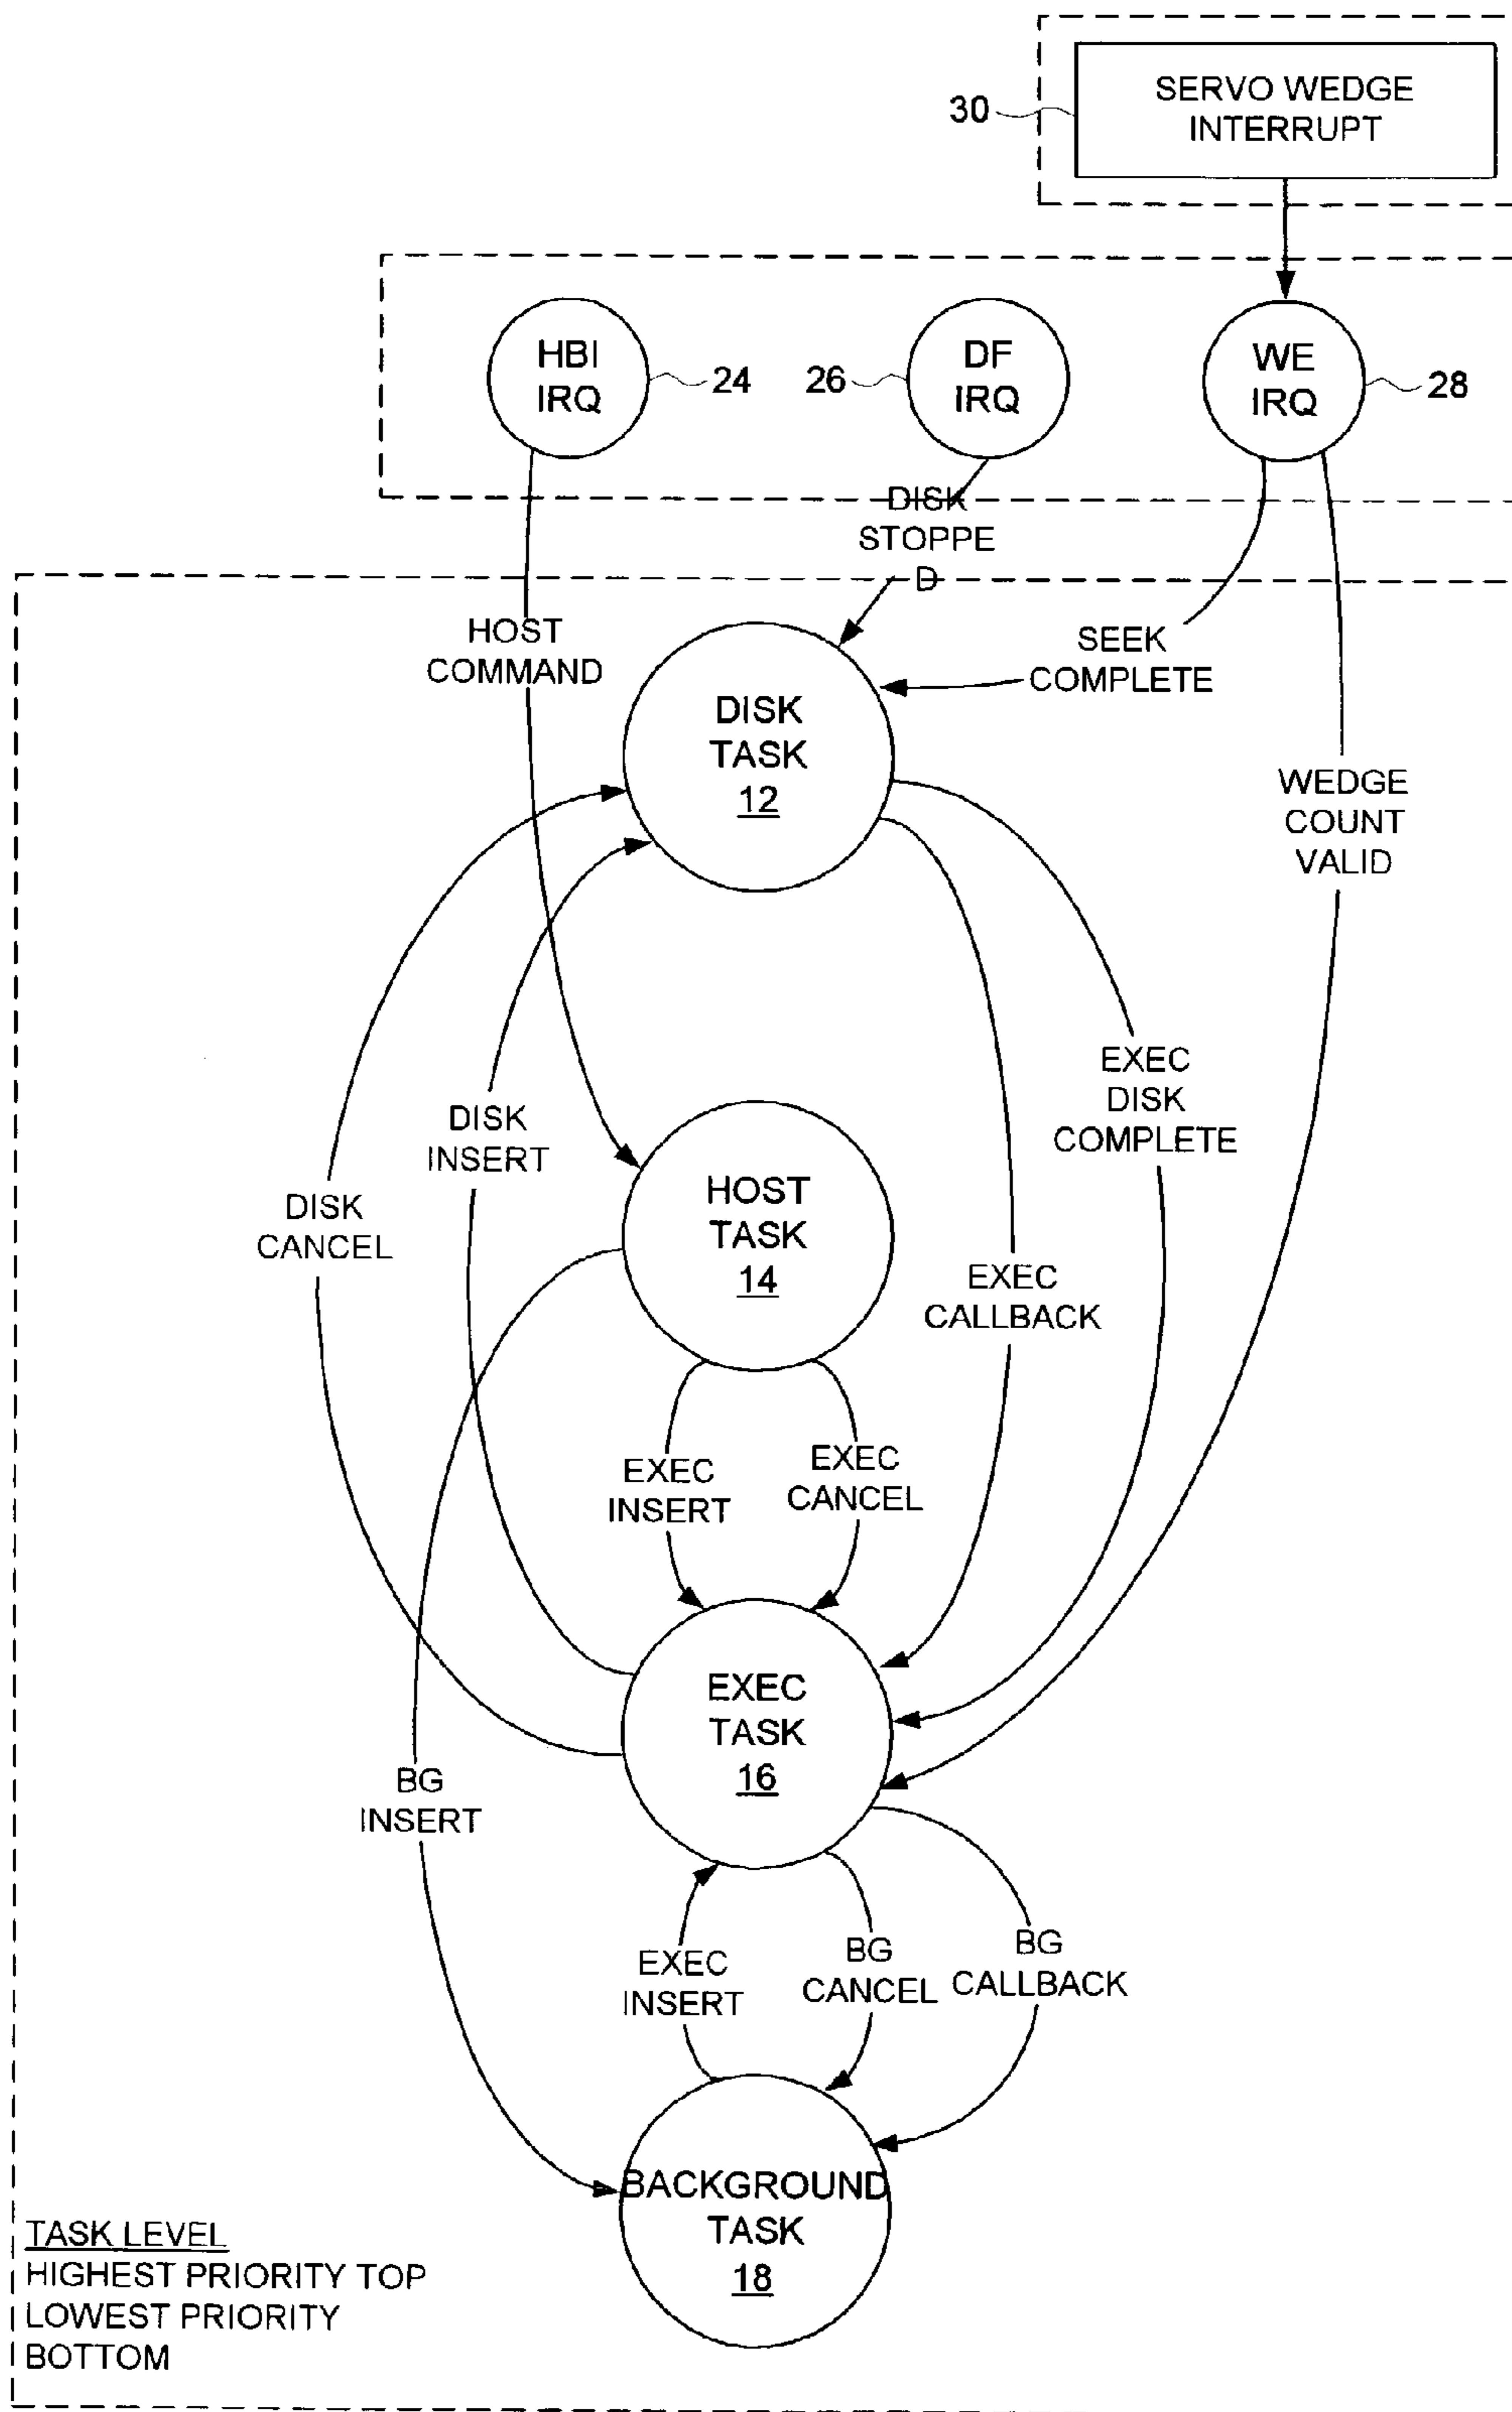 SERVO WEDGE
INTERRUPT
30
HBI
IRQ
24
26
DF
IRQ
WE
IRQ
28
DISK
STOPPE
D
HOST
COMMAND
SEEK
COMPLETE
DISK
TASK
12
WEDGE
COUNT
VALID
EXEC
DISK
COMPLETE
DISK
INSERT
DISK
CANCEL
HOST
TASK
14
EXEC
CALLBACK
EXEC
INSERT
EXEC
CANCEL
EXEC
TASK
16
BG
INSERT
EXEC
INSERT
BG
CANCEL
BG
CALLBACK
BACKGROUND
TASK
18
TASK LEVEL
HIGHEST PRIORITY TOP
LOWEST PRIORITY
BOTTOM